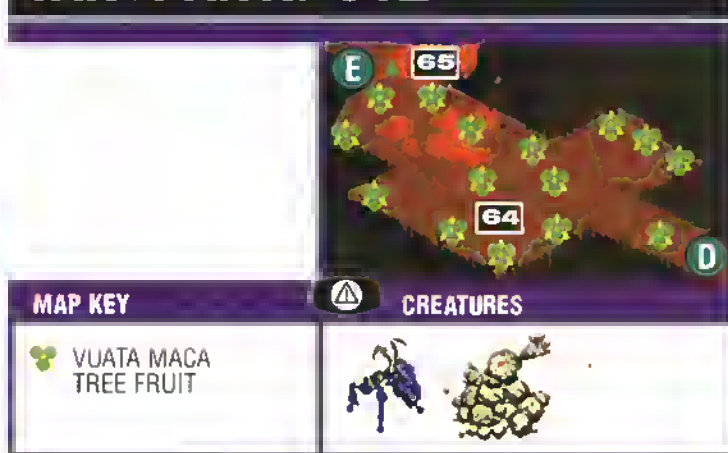 E
65
64
D
MAP KEY
CREATURES
VUATA MACA
TREE FRUIT